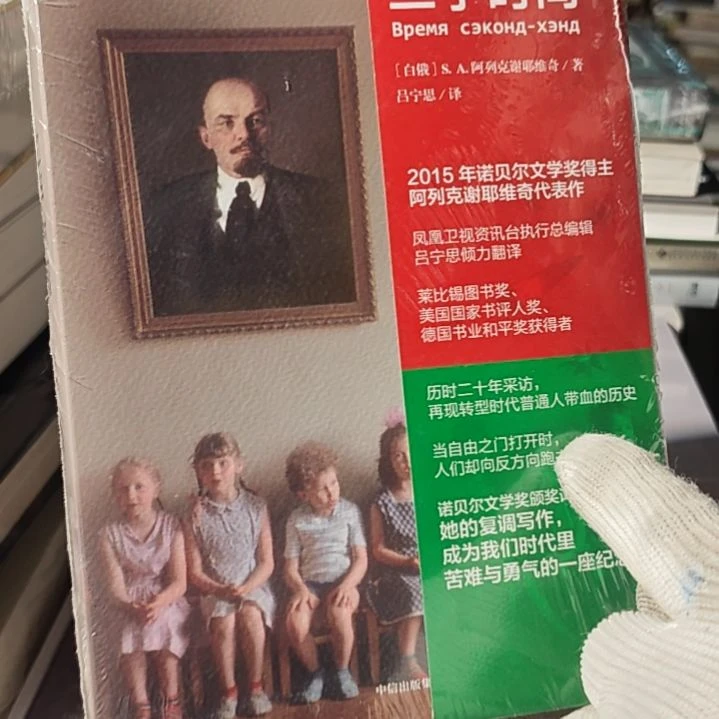 Время сэконд-хэнд
［白俄］S. A. 阿列克谢耶维奇 / 著
吕宁思 / 译
2015 年诺贝尔文学奖得主
阿列克谢耶维奇代表作
凤凰卫视资讯台执行总编辑
吕宁思倾力翻译
莱比锡图书奖、
美国国家书评人奖、
德国书业和平奖获得者
历时二十年采访，
再现转型时代普通人带血的历史
当自由之门打开时，
人们却向反方向跑
诺贝尔文学奖颁奖
她的复调写作，
成为我们时代里
苦难与勇气的一座纪
中信出版集